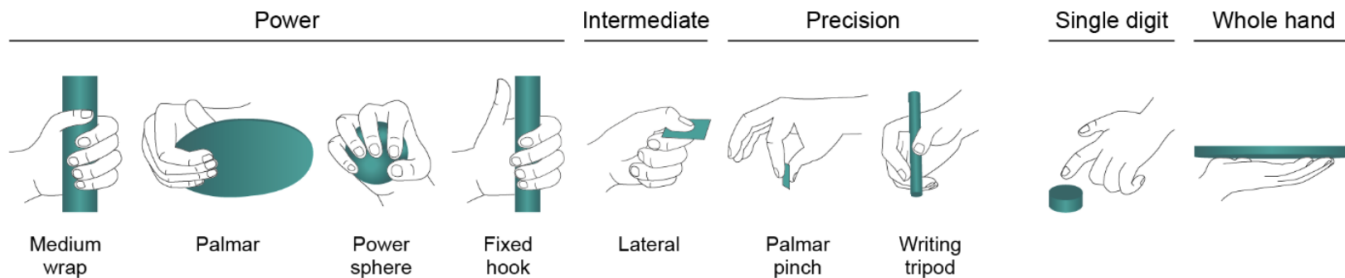 Power
Intermediate
Precision
Single digit
Whole hand
Medium
wrap
Palmar
Power
sphere
Fixed
hook
Lateral
Palmar
pinch
Writing
tripod